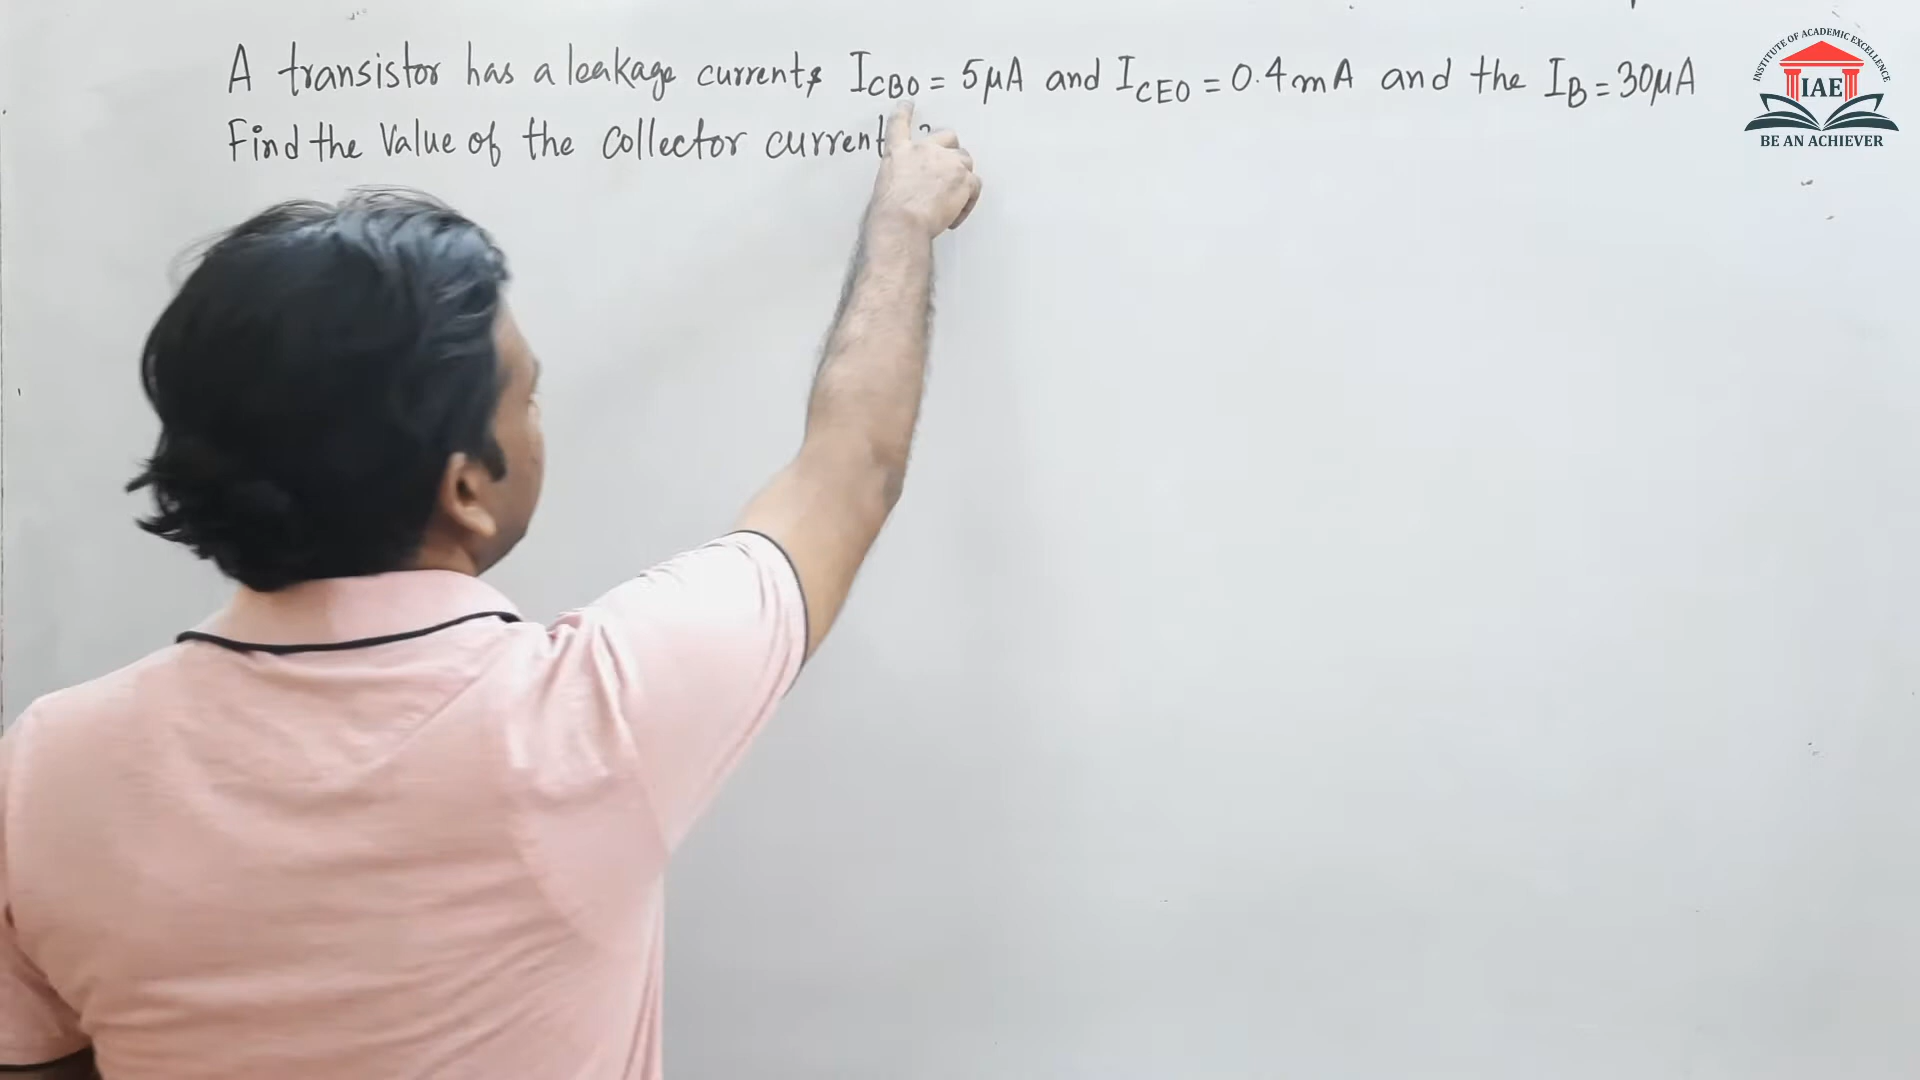 A transistor has a leakage current, I_CBO = 5μA and I_CEO = 0.4mA and the I_B = 30μA
Find the Value of the Collector current ?
INSTITUTE OF ACADEMIC EXCELLENCE
IAE
BE AN ACHIEVER